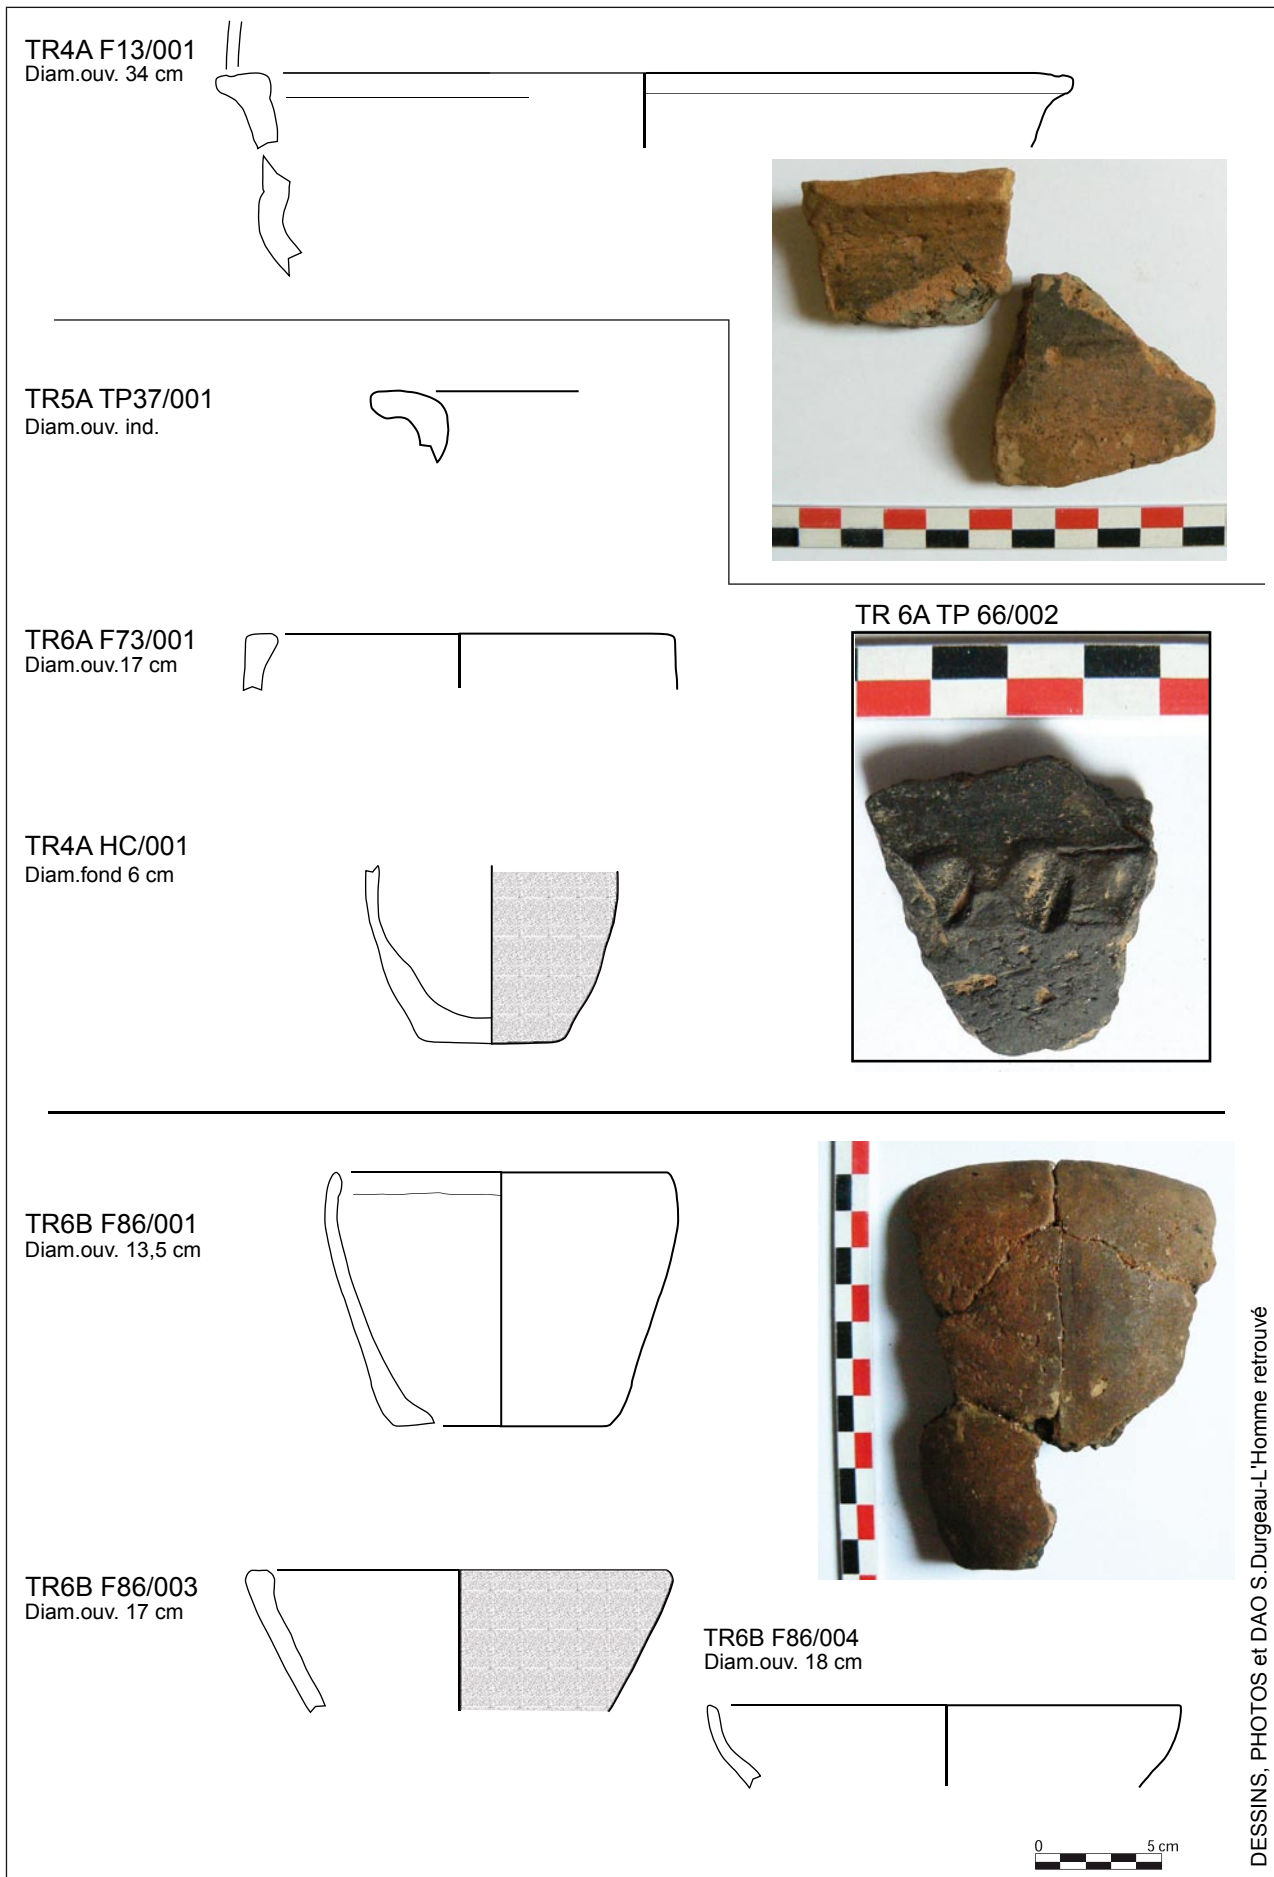 TR4A F13/001
Diam.ouv. 34 cm
TR5A TP37/001
Diam.ouv. ind.
TR6A F73/001
Diam.ouv.17 cm
TR 6A TP 66/002
TR4A HC/001
Diam.fond 6 cm
TR6B F86/001
Diam.ouv. 13,5 cm
TR6B F86/003
Diam.ouv. 17 cm
TR6B F86/004
Diam.ouv. 18 cm
0 5 cm
DESSINS, PHOTOS et DAO S.Durgeau-L'Homme retrouvé